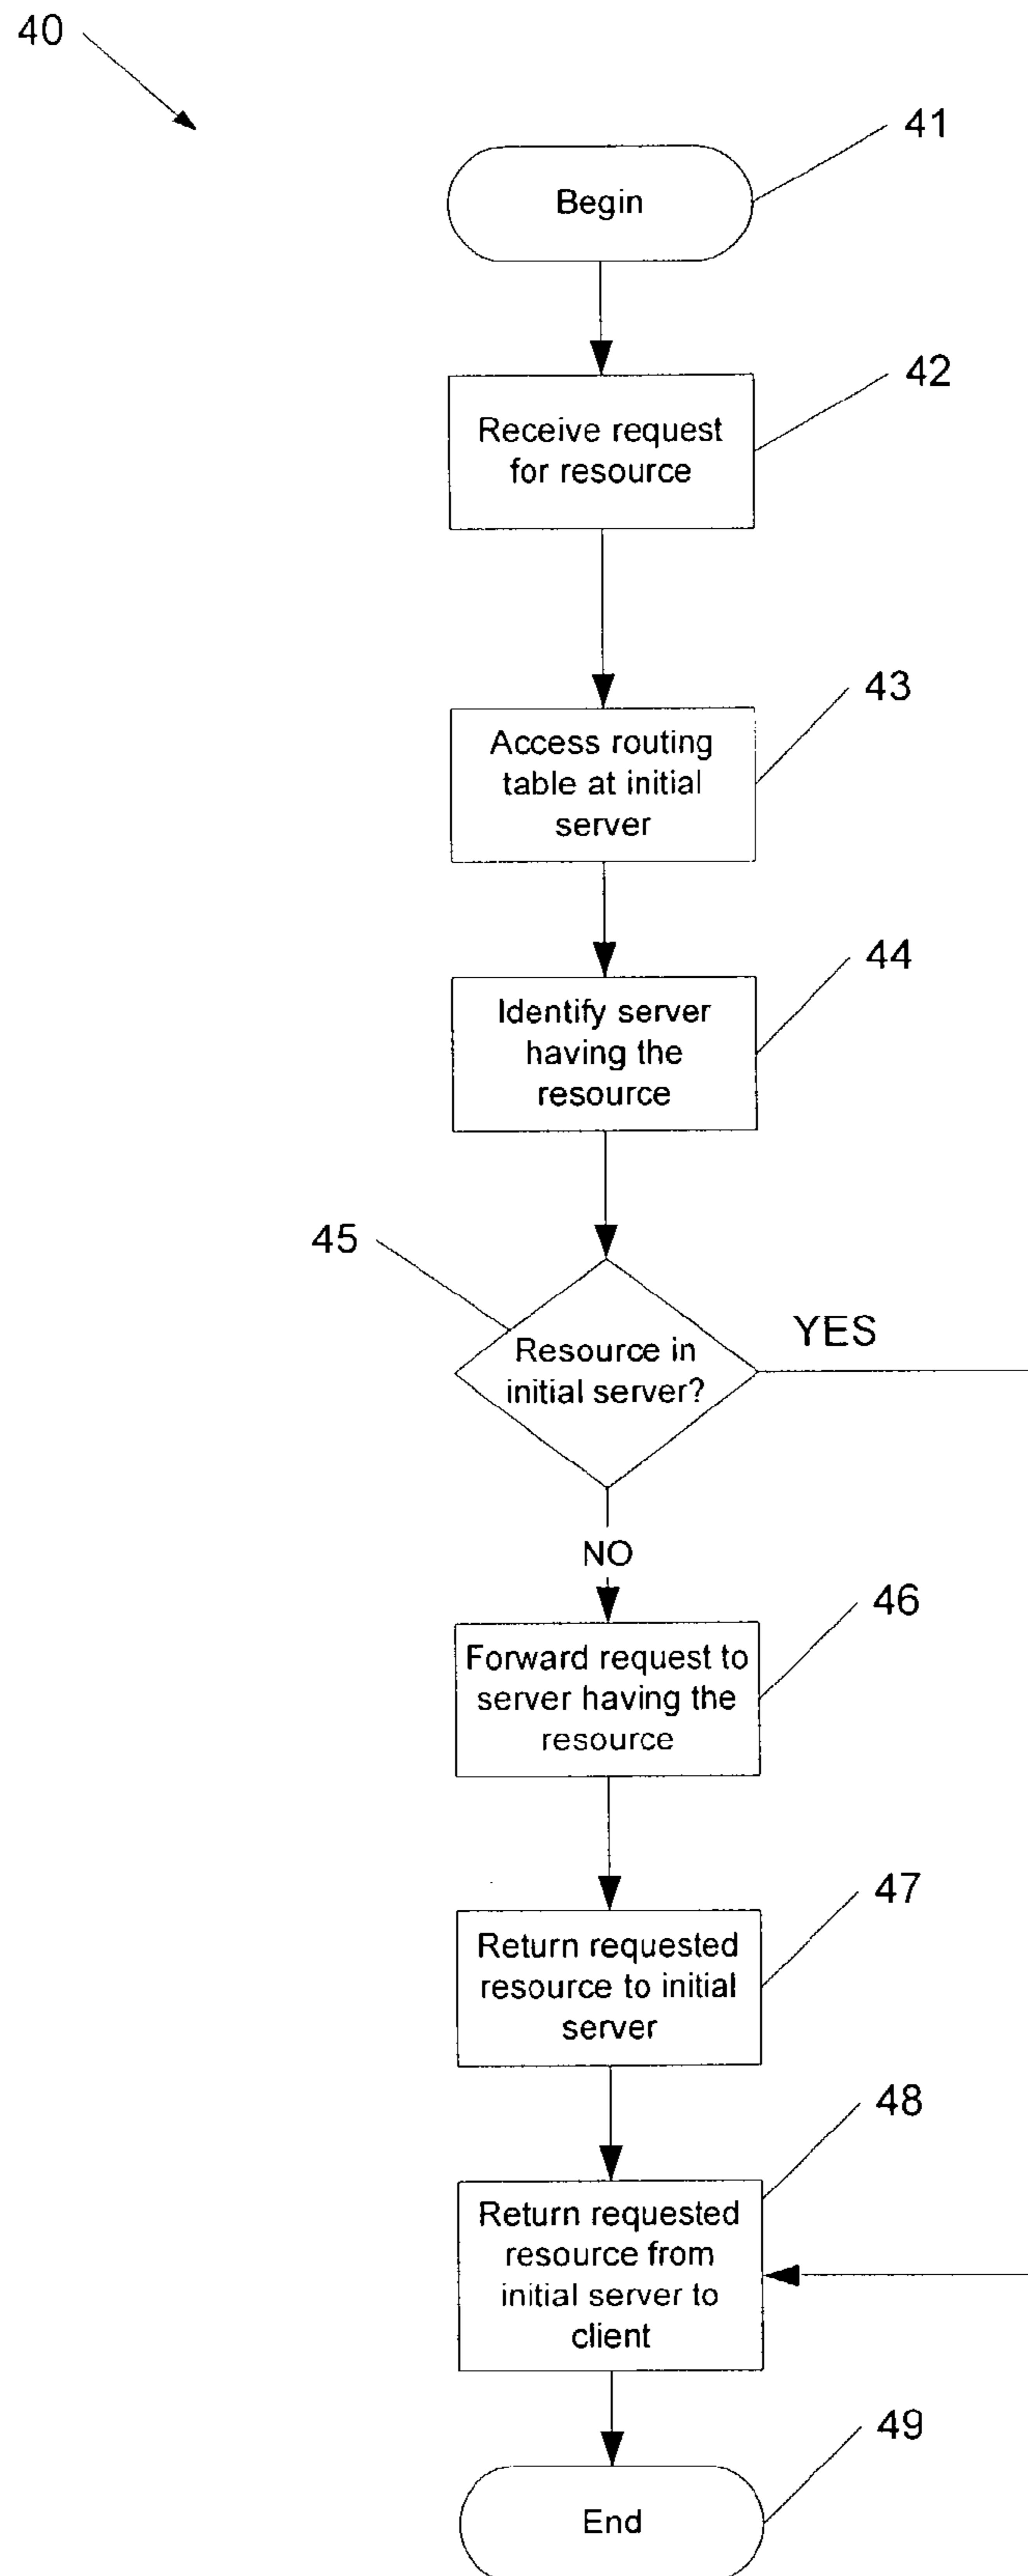 40
41
Begin
42
Receive request
for resource
43
Access routing
table at initial
server
44
Identify server
having the
resource
45
YES
Resource in
initial server?
NO
46
Forward request to
server having the
resource
47
Return requested
resource to initial
server
48
Return requested
resource from
initial server to
client
49
End